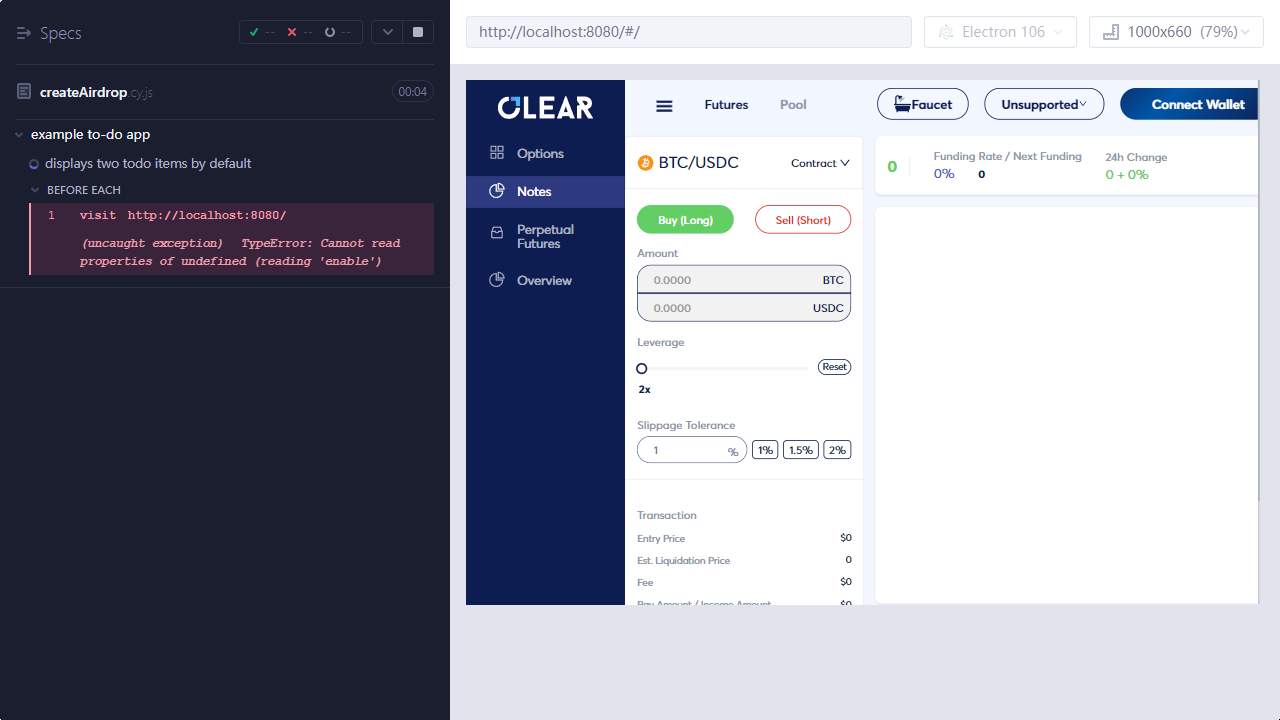 Specs
-- -- --
createAirdrop.cy.js 00:04
example to-do app
displays two todo items by default
BEFORE EACH
1 visit http://localhost:8080/
(uncaught exception) TypeError: Cannot read
properties of undefined (reading 'enable')
http://localhost:8080/#/
Electron 106
1000x660 (79%)
CLEAR
Options
Notes
Perpetual
Futures
Overview
Futures Pool
Faucet
Unsupported
Connect Wallet
BTC/USDC Contract
Buy (Long) Sell (Short)
Amount
0.0000 BTC
0.0000 USDC
Leverage
Reset
2x
Slippage Tolerance
1 % 1% 1.5% 2%
Transaction
Entry Price $0
Est. Liquidation Price 0
Fee $0
Pay Amount / Income Amount $0
0
Funding Rate / Next Funding
0% 0
24h Change
0 + 0%